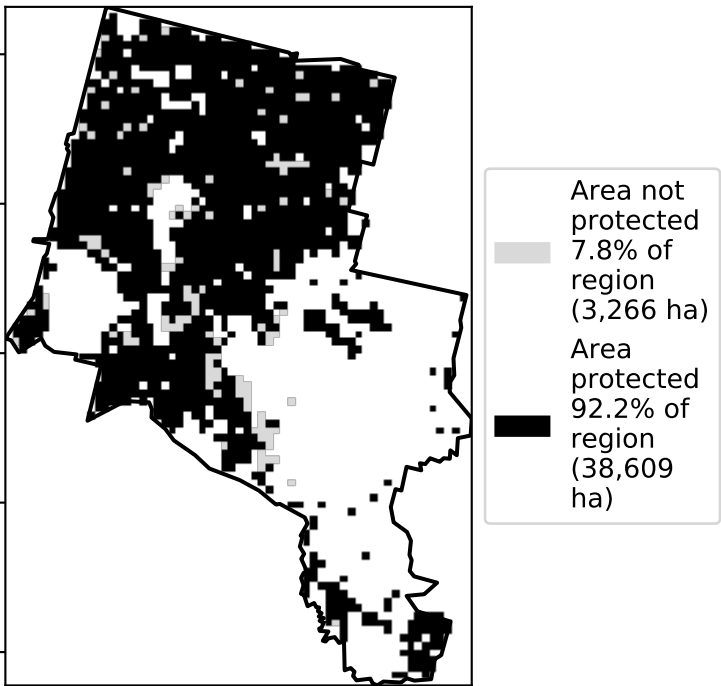 Area not
protected
7.8% of
region
(3,266 ha)
Area
protected
92.2% of
region
(38,609
ha)